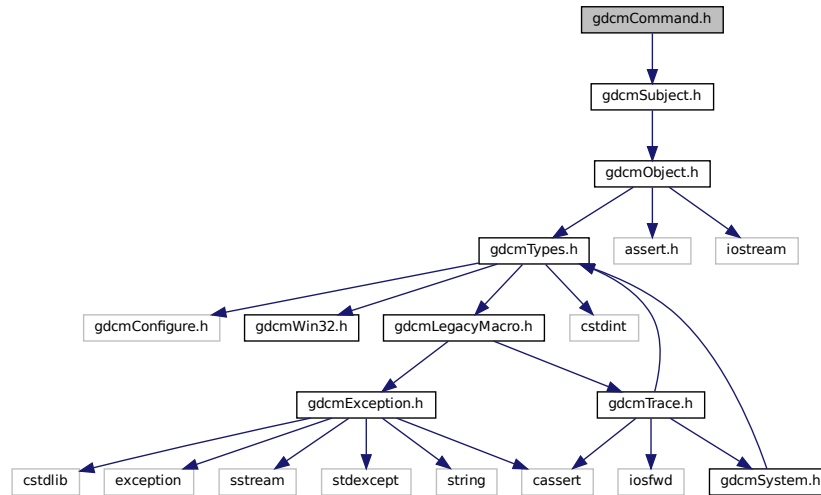 gdcmCommand.h
gdcmSubject.h
gdcmObject.h
gdcmTypes.h
assert.h
iostream
gdcmConfigure.h
gdcmWin32.h
gdcmLegacyMacro.h
cstdint
gdcmException.h
gdcmTrace.h
cstdlib
exception
sstream
stdexcept
string
cassert
iosfwd
gdcmSystem.h